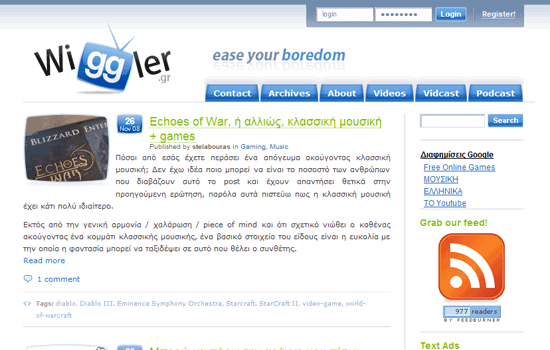 login ●●●●●●●● Login Register!
Wiggler.gr
ease your boredom
Contact Archives About Videos Vidcast Podcast
BLIZZARD ENTE
ECHOES OF WAR
26
Nov 08
Echoes of War, ή αλλιώς, κλασσική μουσική
+ games
Published by stelabouras in Gaming, Music
Πόσοι από εσάς έχετε περάσει ένα απόγευμα ακούγοντας κλασσική
μουσική; Δεν έχω ιδέα ποιο μπορεί να είναι το ποσοστό των ανθρώπων
που διαβάζουν αυτό το post και έχουν απαντήσει θετικά στην
προηγούμενη ερώτηση, παρόλα αυτά πιστεύω πως η κλασσική μουσική
έχει κάτι πολύ ιδιαίτερο.
Εκτός από την γενική αρμονία / χαλάρωση / piece of mind και ότι σχετικό νιώθει ο καθένας
ακούγοντας ένα κομμάτι κλασσικής μουσικής, ένα βασικό στοιχείο του είδους είναι η ευκολία με
την οποία η φαντασία μπορεί να ταξιδέψει σε αυτό που θέλει ο συνθέτης.
Read more
1 comment
Tags: diablo, Diablo III, Eminence Symphony Orchestra, Starcraft, StarCraft II, video-game, world-
of-warcraft
Search
Διαφημίσεις Google
Free Online Games
ΜΟΥΣΙΚΗ
ΕΛΛΗΝΙΚΑ
ΤΟ Youtube
Grab our feed!
977 readers
BY FEEDBURNER
Text Ads